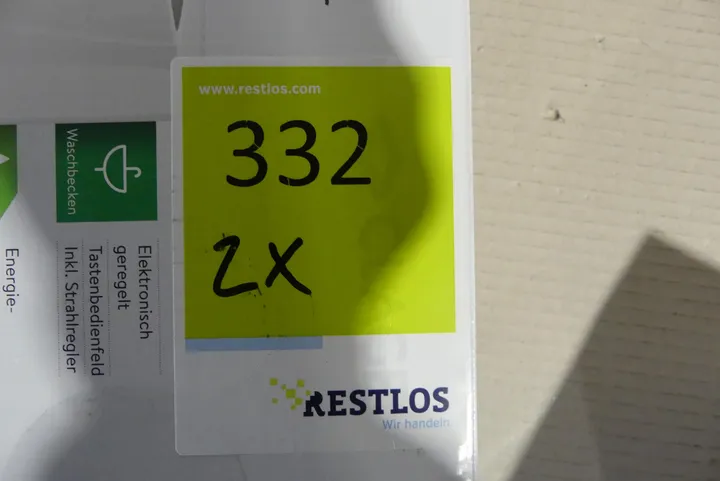 www.restlos.com
332
2x
RESTLOS
Wir handeln
Waschbecken
Elektronisch
geregelt
Tastenbedienfeld
Inkl. Strahlregler
Energie-